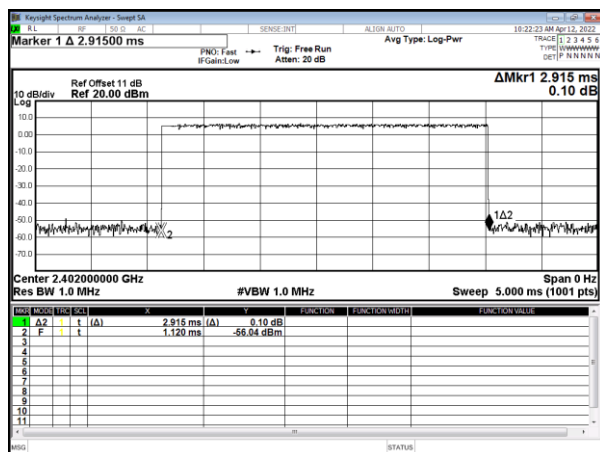 Keysight Spectrum Analyzer - Swept SA
RL RF 50 Ω AC SENSE:INT ALIGN AUTO 10:22:23 AM Apr 12, 2022
Marker 1 Δ 2.91500 ms
PNO: Fast
IFGain:Low
Trig: Free Run
Atten: 20 dB
Avg Type: Log-Pwr
TRACE 1 2 3 4 5 6
TYPE
DET P N N N N N
Ref Offset 11 dB
Ref 20.00 dBm
10 dB/div
Log
ΔMkr1 2.915 ms
0.10 dB
10.0
0.00
-10.0
-20.0
-30.0
-40.0
-50.0
-60.0
-70.0
2
1Δ2
Center 2.402000000 GHz Span 0 Hz
Res BW 1.0 MHz #VBW 1.0 MHz Sweep 5.000 ms (1001 pts)
MKR MODE TRC SCL X Y FUNCTION FUNCTION WIDTH FUNCTION VALUE
1 Δ2 1 t (Δ) 2.915 ms (Δ) 0.10 dB
2 F 1 t 1.120 ms -56.04 dBm
3
4
5
6
7
8
9
10
11
MSG STATUS